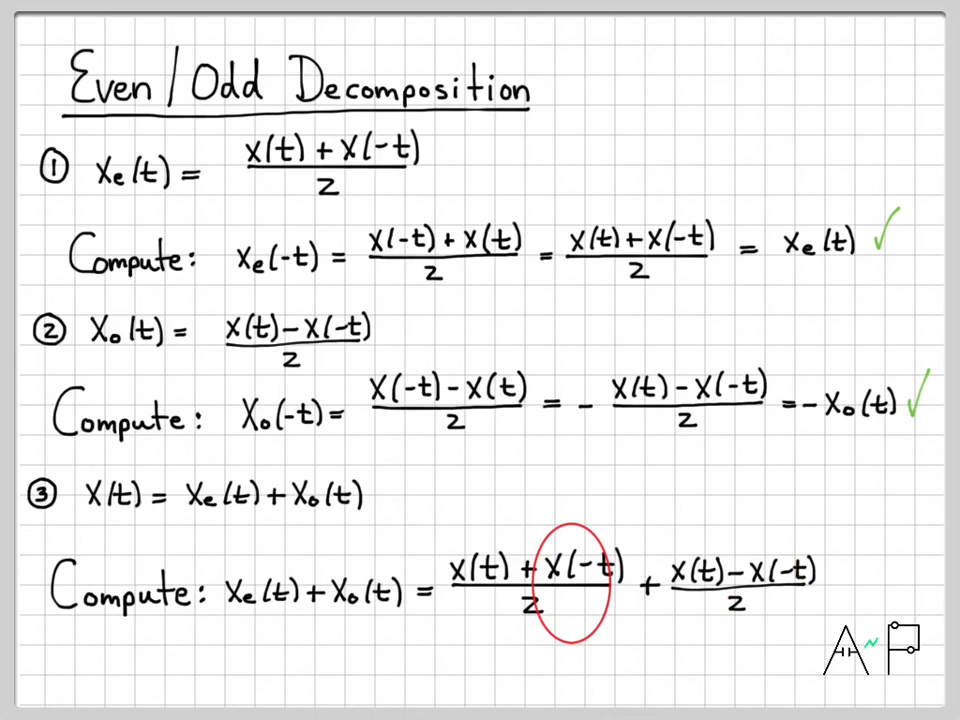 Even / Odd Decomposition
① xe(t) = x(t) + x(-t) / 2
Compute: xe(-t) = x(-t) + x(t) / 2 = x(t) + x(-t) / 2 = xe(t) ✓
② xo(t) = x(t) - x(-t) / 2
Compute: xo(-t) = x(-t) - x(t) / 2 = - x(t) - x(-t) / 2 = - xo(t) ✓
③ x(t) = xe(t) + xo(t)
Compute: xe(t) + xo(t) = x(t) + x(-t) / 2 + x(t) - x(-t) / 2
A~P